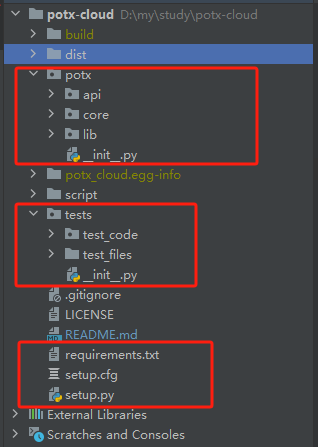 potx-cloud D:\my\study\potx-cloud
build
dist
potx
api
core
lib
__init__.py
potx_cloud.egg-info
script
tests
test_code
test_files
__init__.py
.gitignore
LICENSE
README.md
requirements.txt
setup.cfg
setup.py
External Libraries
Scratches and Consoles